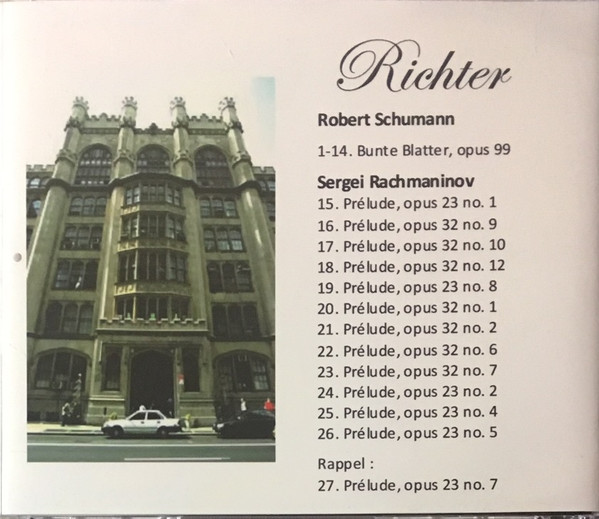 Richter
Robert Schumann
1-14. Bunte Blatter, opus 99
Sergei Rachmaninov
15. Prélude, opus 23 no. 1
16. Prélude, opus 32 no. 9
17. Prélude, opus 32 no. 10
18. Prélude, opus 32 no. 12
19. Prélude, opus 23 no. 8
20. Prélude, opus 32 no. 1
21. Prélude, opus 32 no. 2
22. Prélude, opus 32 no. 6
23. Prélude, opus 32 no. 7
24. Prélude, opus 23 no. 2
25. Prélude, opus 23 no. 4
26. Prélude, opus 23 no. 5
Rappel :
27. Prélude, opus 23 no. 7